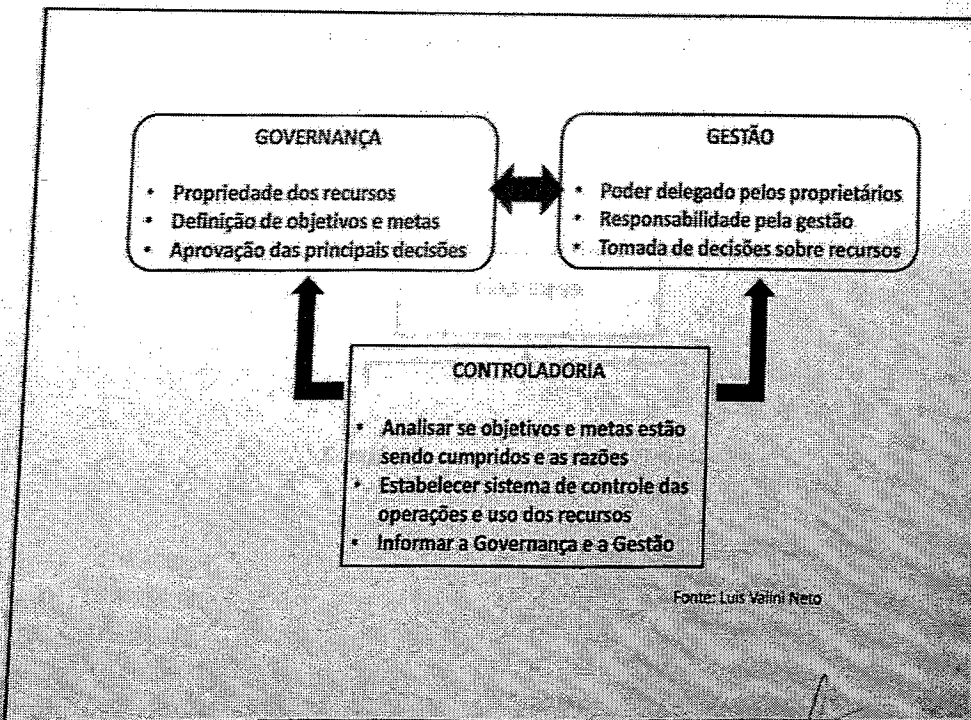 GOVERNANÇA
• Propriedade dos recursos
• Definição de objetivos e metas
• Aprovação das principais decisões
GESTÃO
• Poder delegado pelos proprietários
• Responsabilidade pela gestão
• Tomada de decisões sobre recursos
CONTROLADORIA
• Analisar se objetivos e metas estão
sendo cumpridos e as razões
• Estabelecer sistema de controle das
operações e uso dos recursos
• Informar a Governança e a Gestão
Fonte: Luis Valini Neto